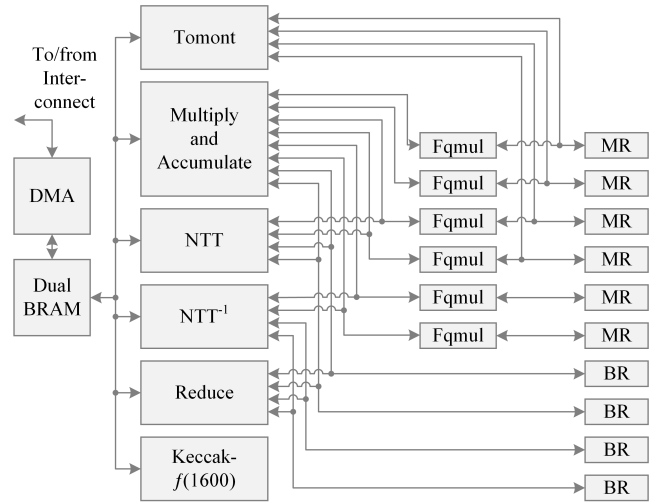 To/from
Inter-
connect
DMA
Dual
BRAM
Tomont
Multiply
and
Accumulate
NTT
NTT⁻¹
Reduce
Keccak-
f(1600)
Fqmul
Fqmul
Fqmul
Fqmul
Fqmul
Fqmul
MR
MR
MR
MR
MR
MR
BR
BR
BR
BR